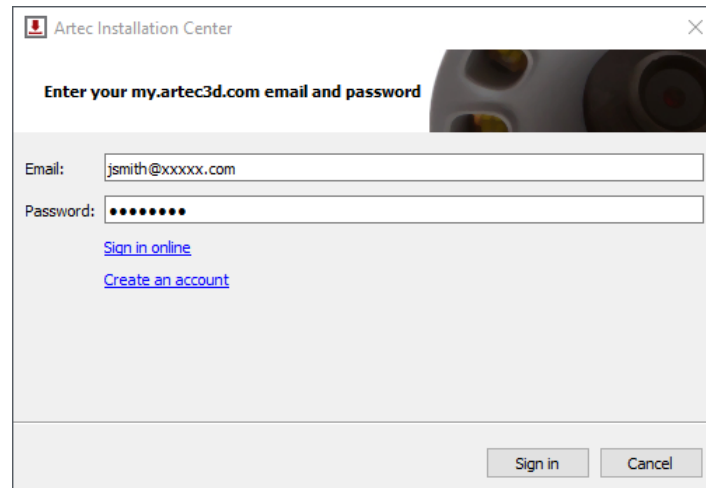 Artec Installation Center
Enter your my.artec3d.com email and password
Email: jsmith@xxxxx.com
Password: ●●●●●●●●
Sign in online
Create an account
Sign in Cancel